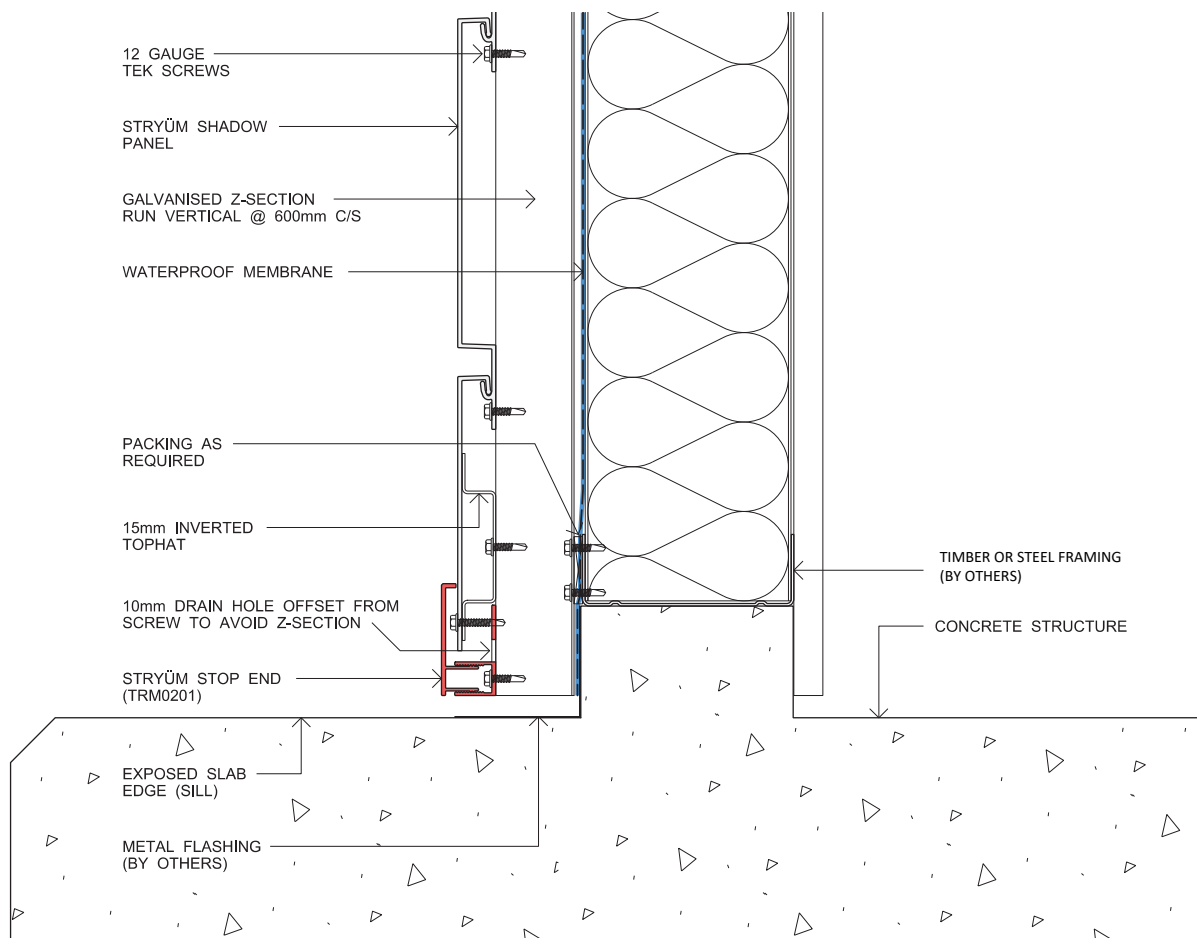 12 GAUGE
TEK SCREWS
STRYÜM SHADOW
PANEL
GALVANISED Z-SECTION
RUN VERTICAL @ 600mm C/S
WATERPROOF MEMBRANE
PACKING AS
REQUIRED
15mm INVERTED
TOPHAT
10mm DRAIN HOLE OFFSET FROM
SCREW TO AVOID Z-SECTION
STRYÜM STOP END
(TRM0201)
EXPOSED SLAB
EDGE (SILL)
METAL FLASHING
(BY OTHERS)
TIMBER OR STEEL FRAMING
(BY OTHERS)
CONCRETE STRUCTURE